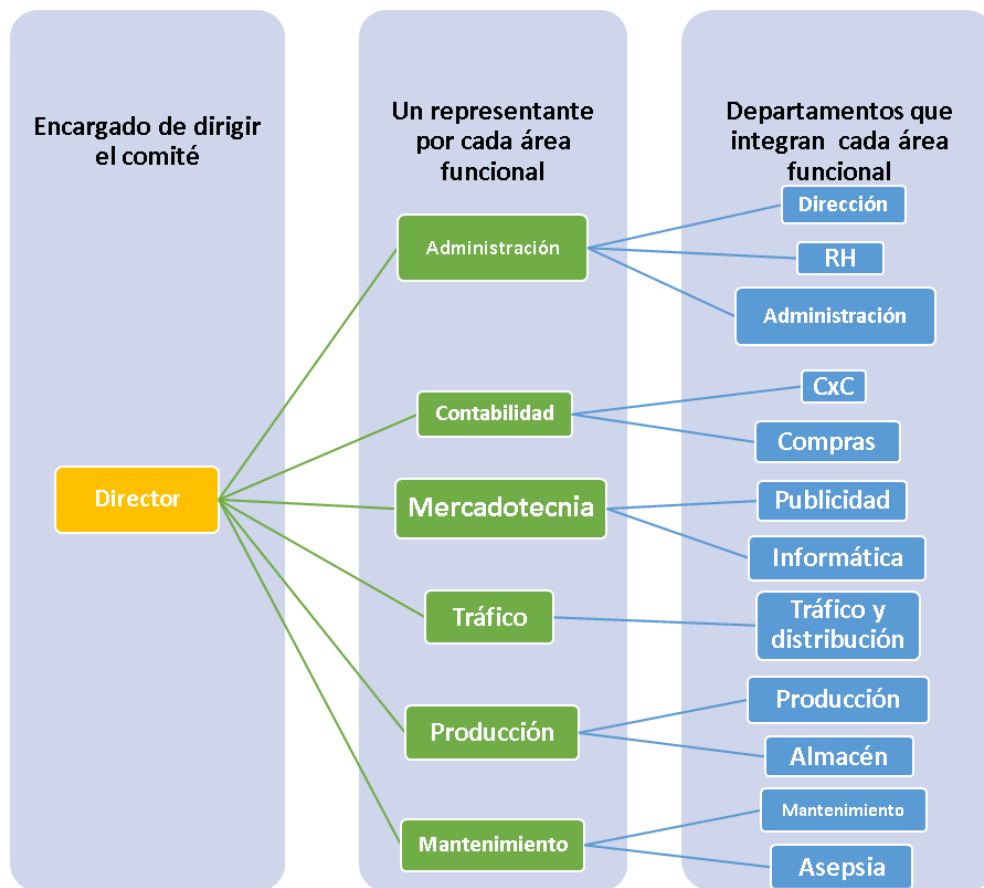 Encargado de dirigir
el comité
Un representante
por cada área
funcional
Departamentos que
integran cada área
funcional
Director
Administración
Contabilidad
Mercadotecnia
Tráfico
Producción
Mantenimiento
Dirección
RH
Administración
CxC
Compras
Publicidad
Informática
Tráfico y
distribución
Producción
Almacén
Mantenimiento
Asepsia